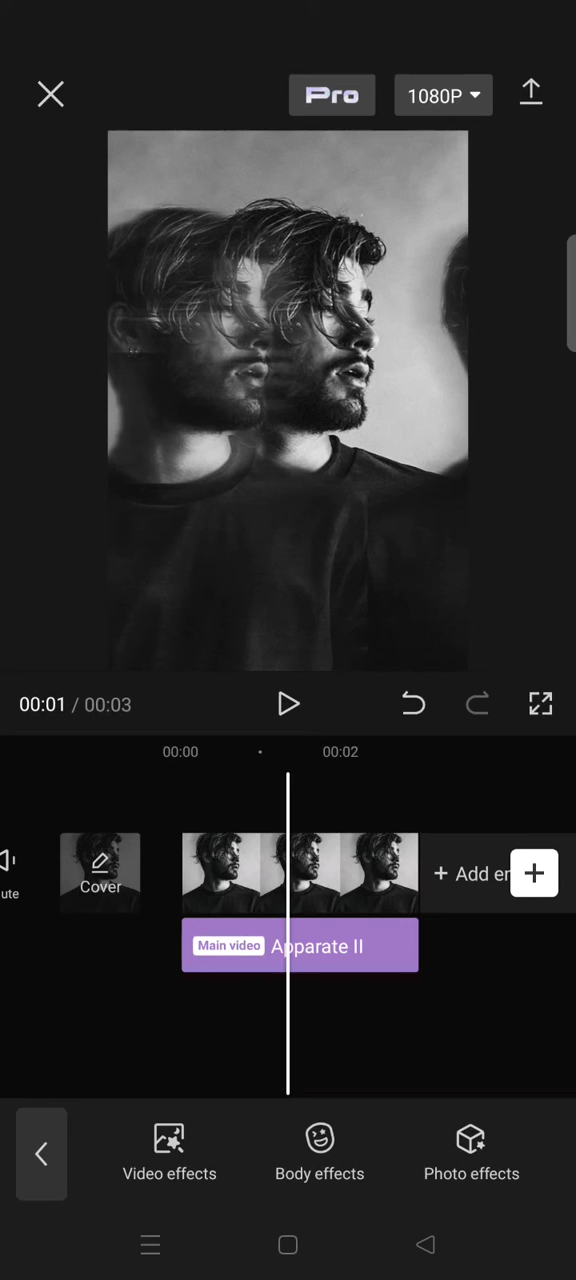 Pro
1080P
00:01 / 00:03
00:00
00:02
ute
Cover
+ Add en
Main video
Apparate II
Video effects
Body effects
Photo effects